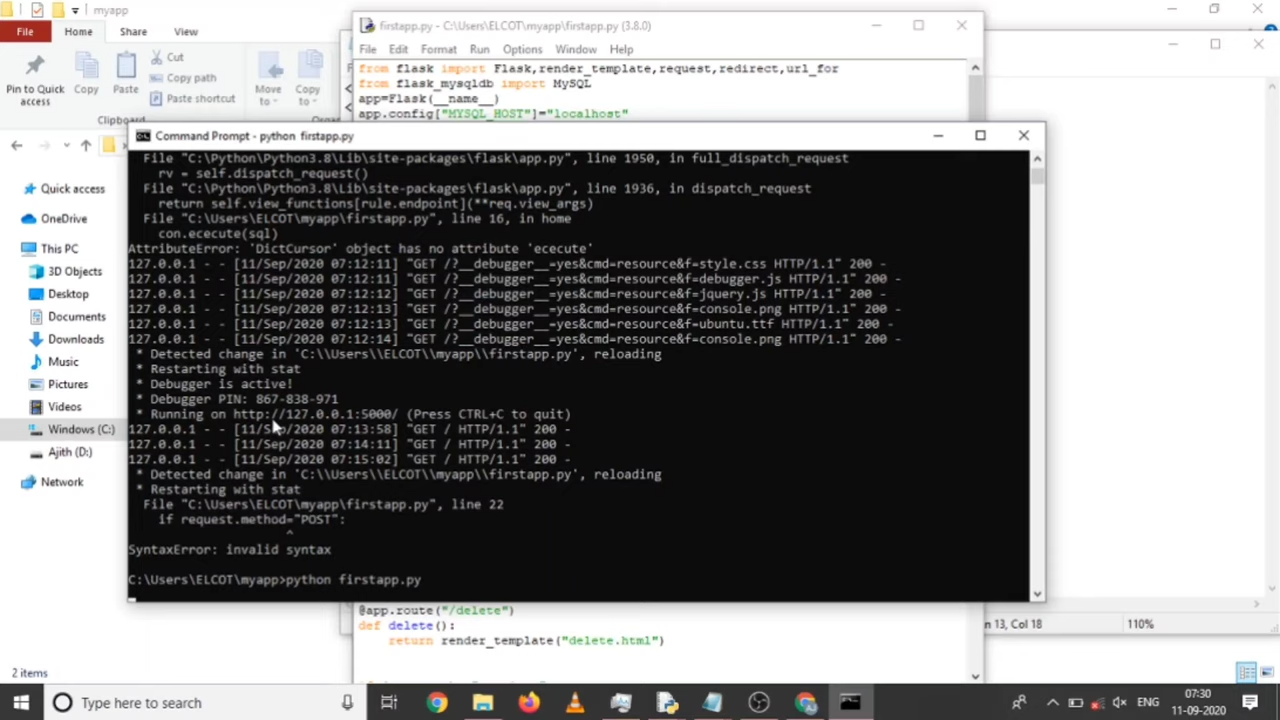 myapp
firstapp.py - C:\Users\ELCOT\myapp\firstapp.py (3.8.0)
File
Home
Share
View
File Edit Format Run Options Window Help
Pin to Quick access
Copy
Paste
Cut
Copy path
Paste shortcut
Move to
Copy to
Clipboard
from flask import Flask,render_template,request,redirect,url_for
from flask_mysqldb import MySQL
app=Flask(__name__)
app.config["MYSQL_HOST"]="localhost"
Quick access
OneDrive
This PC
3D Objects
Desktop
Documents
Downloads
Music
Pictures
Videos
Windows (C:)
Ajith (D:)
Network
2 items
Command Prompt - python firstapp.py
File "C:\Python\Python3.8\Lib\site-packages\flask\app.py", line 1950, in full_dispatch_request
rv = self.dispatch_request()
File "C:\Python\Python3.8\Lib\site-packages\flask\app.py", line 1936, in dispatch_request
return self.view_functions[rule.endpoint](**req.view_args)
File "C:\Users\ELCOT\myapp\firstapp.py", line 16, in home
con.ececute(sql)
AttributeError: 'DictCursor' object has no attribute 'ececute'
127.0.0.1 - - [11/Sep/2020 07:12:11] "GET /?__debugger__=yes&cmd=resource&f=style.css HTTP/1.1" 200 -
127.0.0.1 - - [11/Sep/2020 07:12:11] "GET /?__debugger__=yes&cmd=resource&f=debugger.js HTTP/1.1" 200 -
127.0.0.1 - - [11/Sep/2020 07:12:12] "GET /?__debugger__=yes&cmd=resource&f=jquery.js HTTP/1.1" 200 -
127.0.0.1 - - [11/Sep/2020 07:12:13] "GET /?__debugger__=yes&cmd=resource&f=console.png HTTP/1.1" 200 -
127.0.0.1 - - [11/Sep/2020 07:12:13] "GET /?__debugger__=yes&cmd=resource&f=ubuntu.ttf HTTP/1.1" 200 -
127.0.0.1 - - [11/Sep/2020 07:12:14] "GET /?__debugger__=yes&cmd=resource&f=console.png HTTP/1.1" 200 -
* Detected change in 'C:\\Users\\ELCOT\\myapp\\firstapp.py', reloading
* Restarting with stat
* Debugger is active!
* Debugger PIN: 867-838-971
* Running on http://127.0.0.1:5000/ (Press CTRL+C to quit)
127.0.0.1 - - [11/Sep/2020 07:13:58] "GET / HTTP/1.1" 200 -
127.0.0.1 - - [11/Sep/2020 07:14:11] "GET / HTTP/1.1" 200 -
127.0.0.1 - - [11/Sep/2020 07:15:02] "GET / HTTP/1.1" 200 -
* Detected change in 'C:\\Users\\ELCOT\\myapp\\firstapp.py', reloading
* Restarting with stat
File "C:\Users\ELCOT\myapp\firstapp.py", line 22
if request.method="POST":
^
SyntaxError: invalid syntax
C:\Users\ELCOT\myapp>python firstapp.py
@app.route("/delete")
def delete():
return render_template("delete.html")
n 13, Col 18
110%
Type here to search
ENG
07:30
11-09-2020